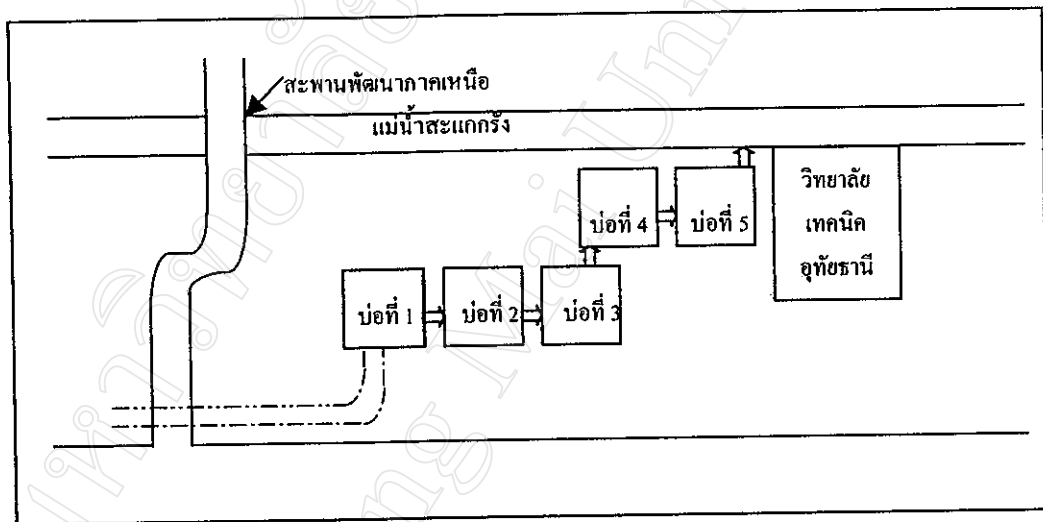 สะพานพัฒนาภาคเหนือ
แม่น้ำสะแกกรัง
วิทยาลัย
เทคนิค
อุทัยธานี
บ่อที่ 4
บ่อที่ 5
บ่อที่ 1
บ่อที่ 2
บ่อที่ 3